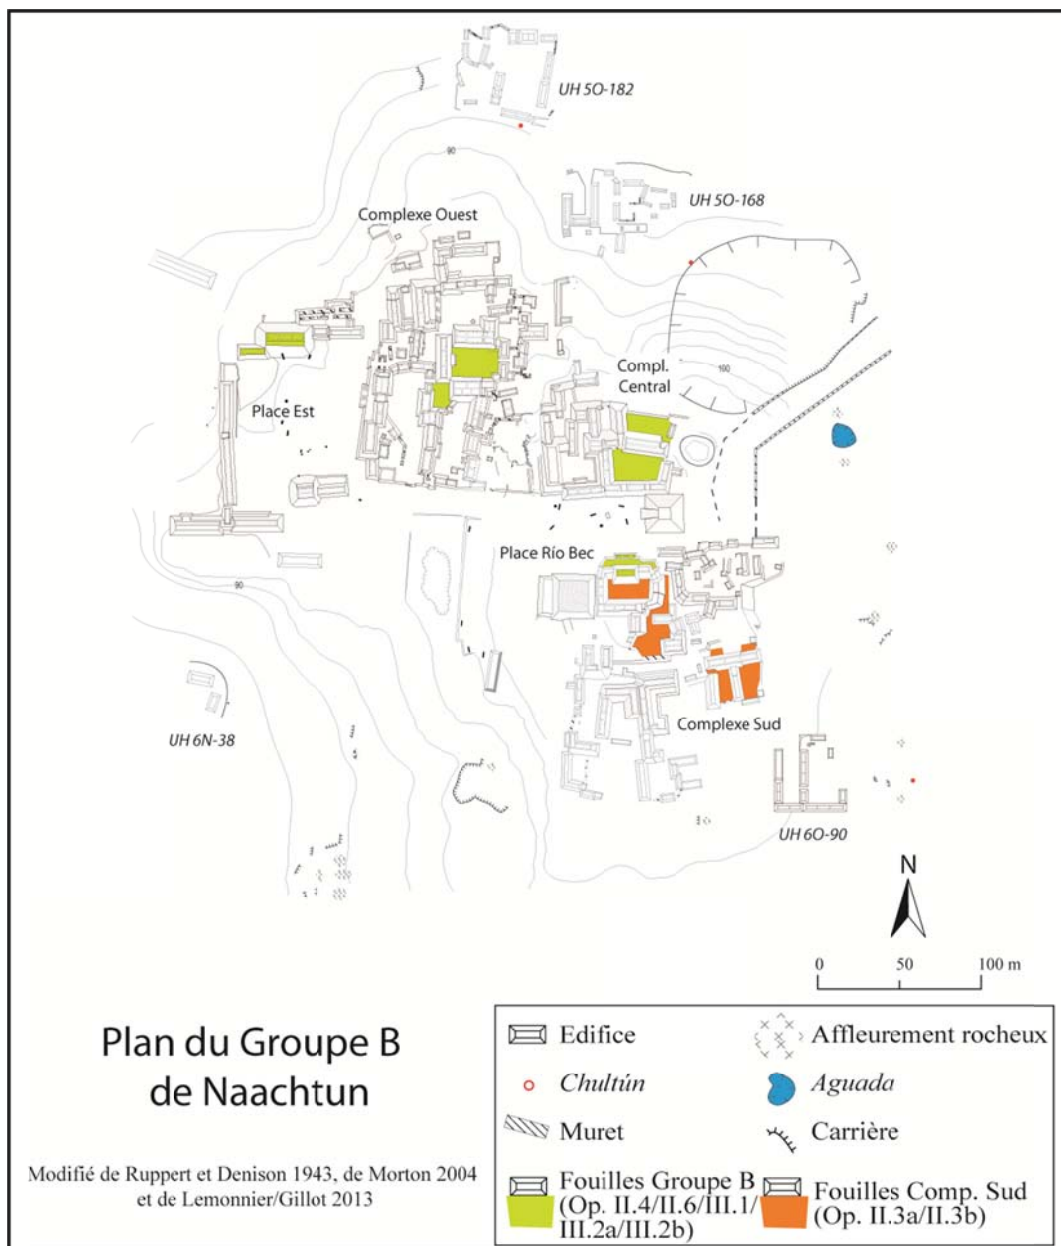 UH 5O-182
90
UH 5O-168
Complexe Ouest
Compl.
Central
100
Place Est
Place Río Bec
90
UH 6N-38
Complexe Sud
UH 6O-90
N
0 50 100 m
Plan du Groupe B
de Naachtun
Modifié de Ruppert et Denison 1943, de Morton 2004
et de Lemonnier/Gillot 2013
Edifice
Affleurement rocheux
Chultún
Aguada
Muret
Carrière
Fouilles Groupe B
(Op. II.4/II.6/III.1/
III.2a/III.2b)
Fouilles Comp. Sud
(Op. II.3a/II.3b)